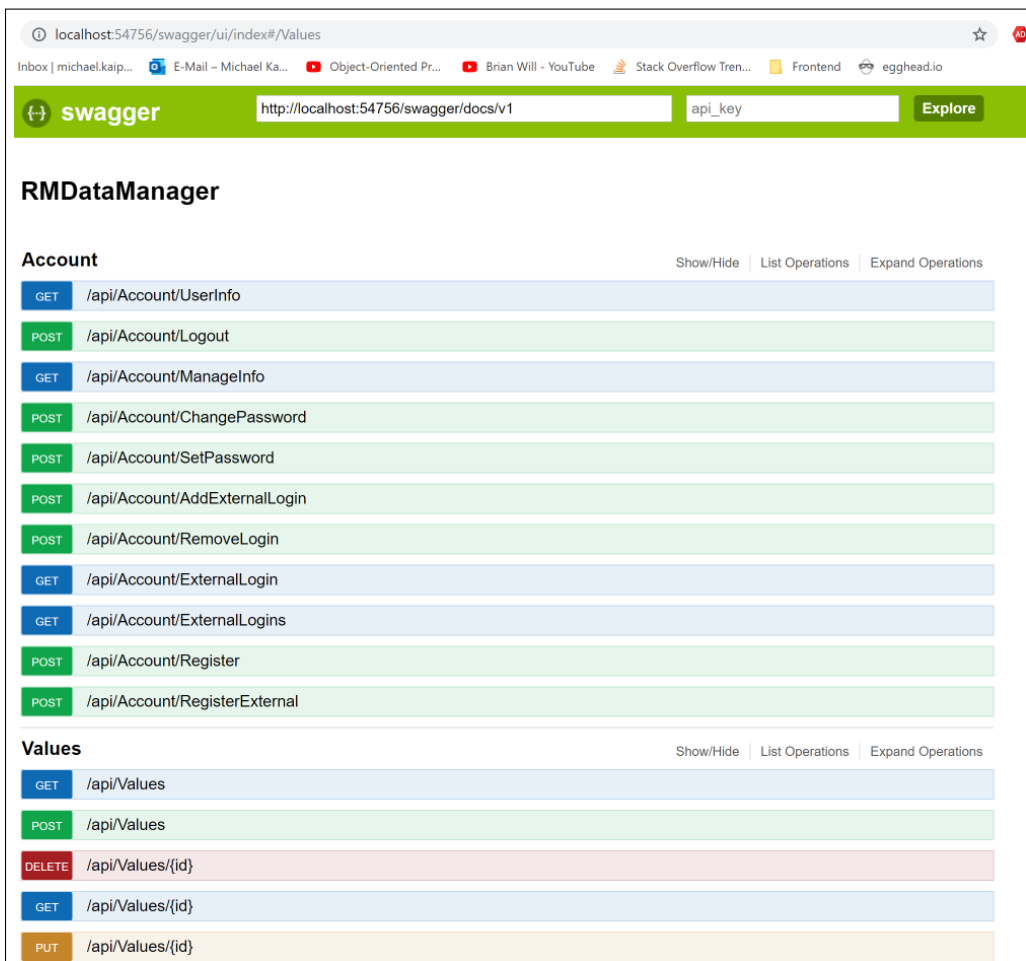 localhost:54756/swagger/ui/index#/Values
AD
Inbox | michael.kaip... E-Mail – Michael Ka... Object-Oriented Pr... Brian Will - YouTube Stack Overflow Tren... Frontend egghead.io
{···} swagger http://localhost:54756/swagger/docs/v1 api_key Explore
RMDataManager
Account Show/Hide List Operations Expand Operations
GET /api/Account/UserInfo
POST /api/Account/Logout
GET /api/Account/ManageInfo
POST /api/Account/ChangePassword
POST /api/Account/SetPassword
POST /api/Account/AddExternalLogin
POST /api/Account/RemoveLogin
GET /api/Account/ExternalLogin
GET /api/Account/ExternalLogins
POST /api/Account/Register
POST /api/Account/RegisterExternal
Values Show/Hide List Operations Expand Operations
GET /api/Values
POST /api/Values
DELETE /api/Values/{id}
GET /api/Values/{id}
PUT /api/Values/{id}